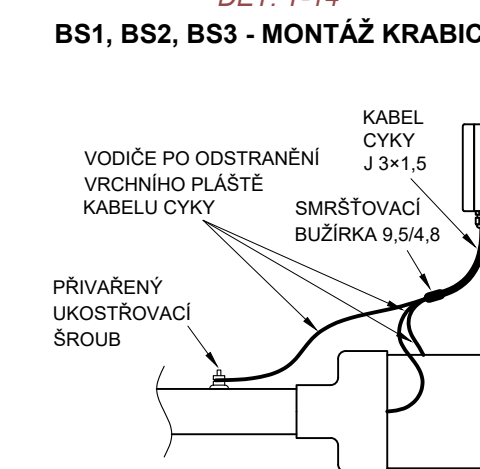 DET. 1-14
BS1, BS2, BS3 - MONTÁŽ KRABIC
KABEL
CYKY
J 3×1,5
VODIČE PO ODSTRANĚNÍ
VRCHNÍHO PLÁŠTĚ
KABELU CYKY
SMRŠŤOVACÍ
BUŽÍRKA 9,5/4,8
PŘIVAŘENÝ
UKOSTŘOVACÍ
ŠROUB